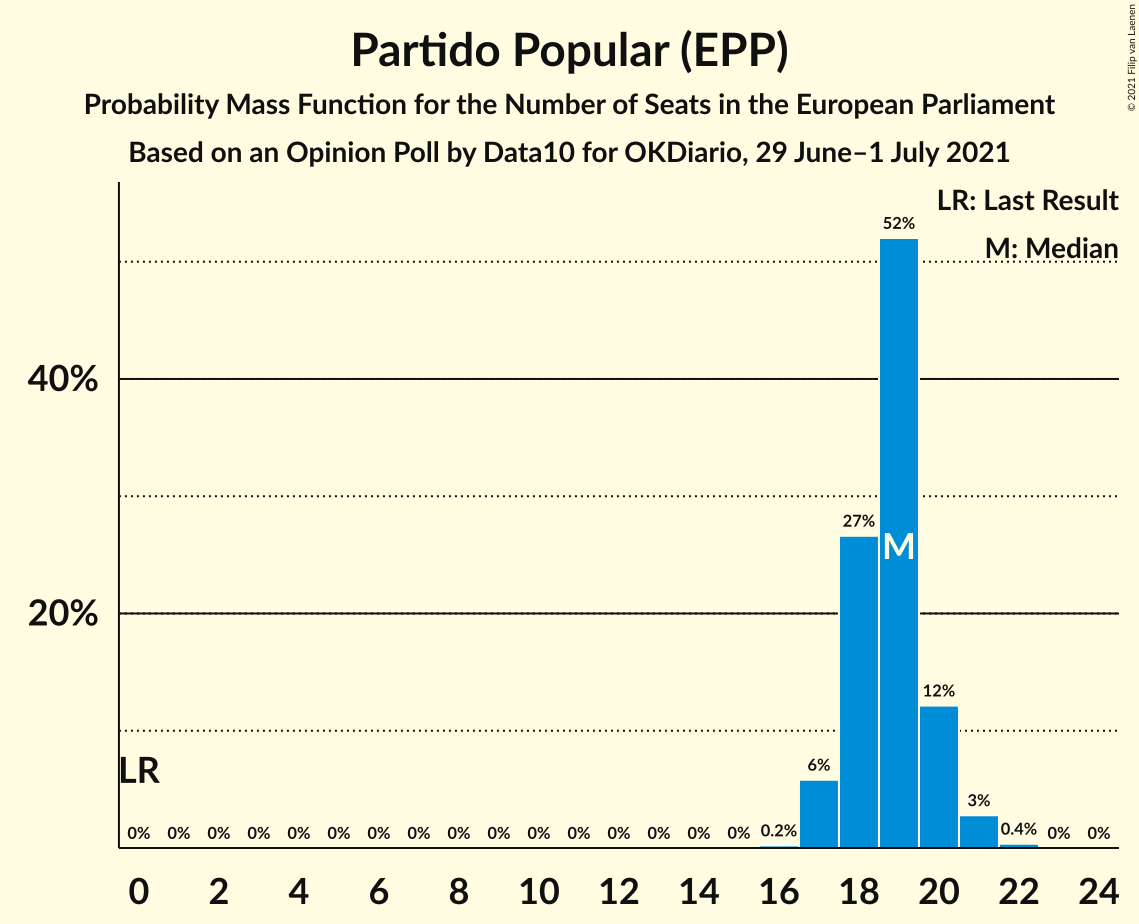 Partido Popular (EPP)
Probability Mass Function for the Number of Seats in the European Parliament
Based on an Opinion Poll by Data10 for OKDiario, 29 June–1 July 2021
© 2021 Filip van Laenen
LR: Last Result
M: Median
52%
40%
27%
M
20%
12%
LR
6%
3%
0% 0% 0% 0% 0% 0% 0% 0% 0% 0% 0% 0% 0% 0% 0% 0% 0.2% 0.4% 0% 0%
0 2 4 6 8 10 12 14 16 18 20 22 24